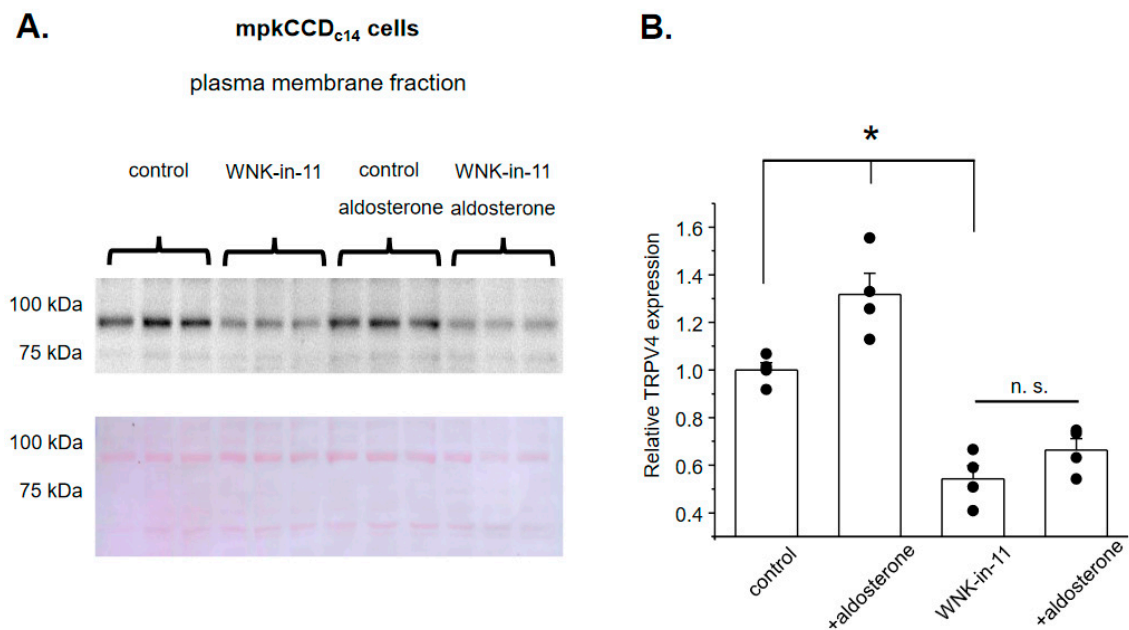 A.
mpkCCDc14 cells
plasma membrane fraction
control
WNK-in-11
control
aldosterone
WNK-in-11
aldosterone
100 kDa
75 kDa
100 kDa
75 kDa
B.
*
Relative TRPV4 expression
1.6
1.4
1.2
1.0
0.8
0.6
0.4
n. s.
control
+aldosterone
WNK-in-11
+aldosterone